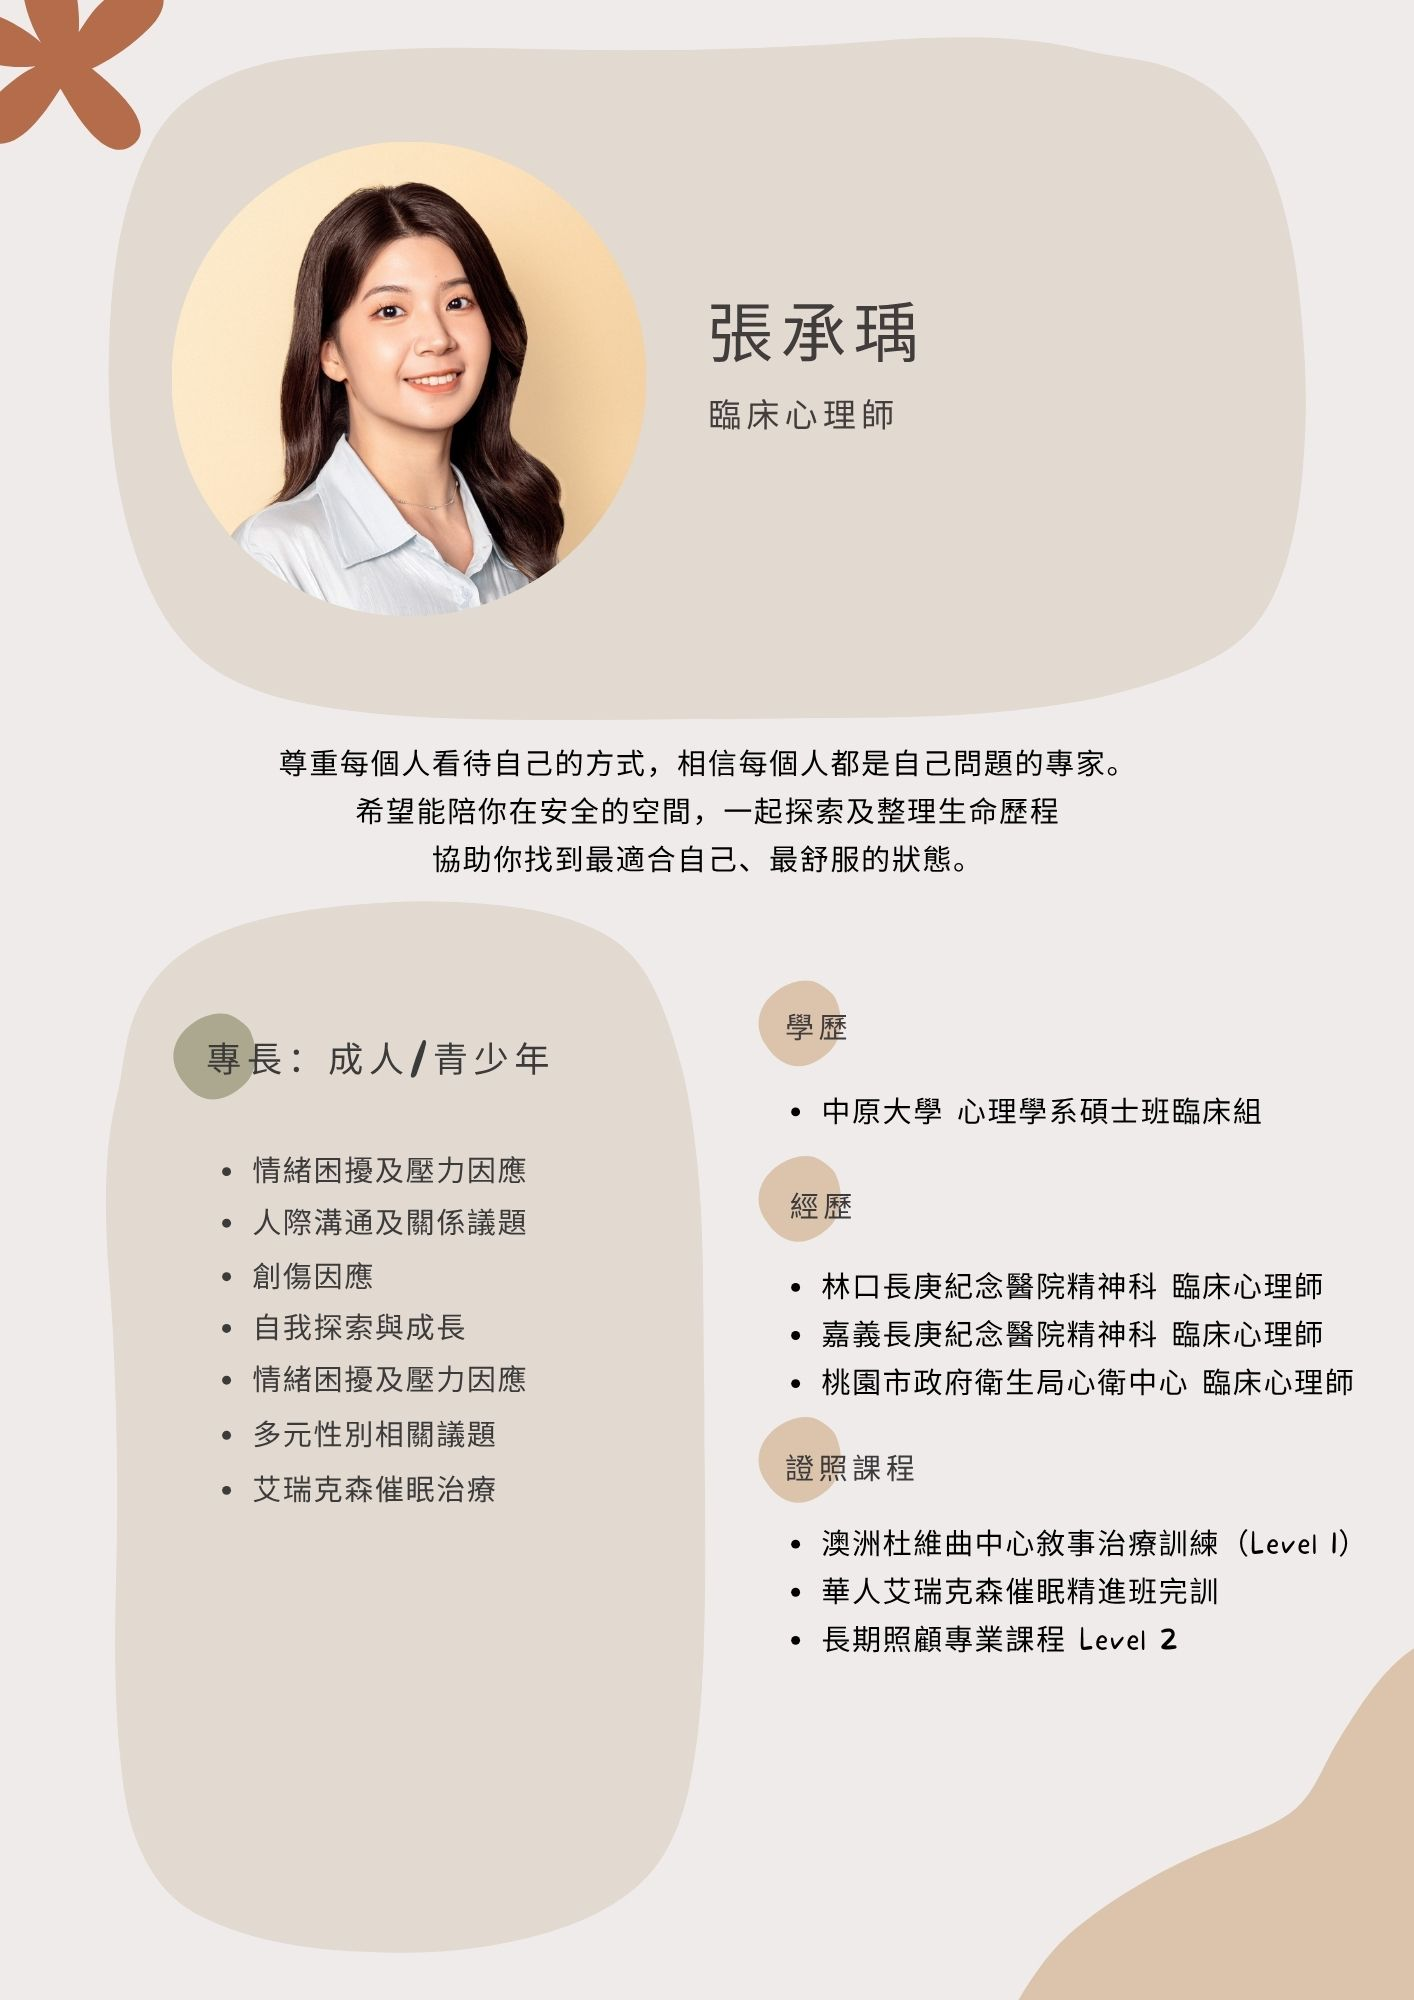 張承瑀
臨床心理師
尊重每個人看待自己的方式，相信每個人都是自己問題的專家。
希望能陪你在安全的空間，一起探索及整理生命歷程
協助你找到最適合自己、最舒服的狀態。
專長：成人/青少年
• 情緒困擾及壓力因應
• 人際溝通及關係議題
• 創傷因應
• 自我探索與成長
• 情緒困擾及壓力因應
• 多元性別相關議題
• 艾瑞克森催眠治療
學歷
• 中原大學 心理學系碩士班臨床組
經歷
• 林口長庚紀念醫院精神科 臨床心理師
• 嘉義長庚紀念醫院精神科 臨床心理師
• 桃園市政府衛生局心衛中心 臨床心理師
證照課程
• 澳洲杜維曲中心敘事治療訓練（Level 1）
• 華人艾瑞克森催眠精進班完訓
• 長期照顧專業課程 Level 2